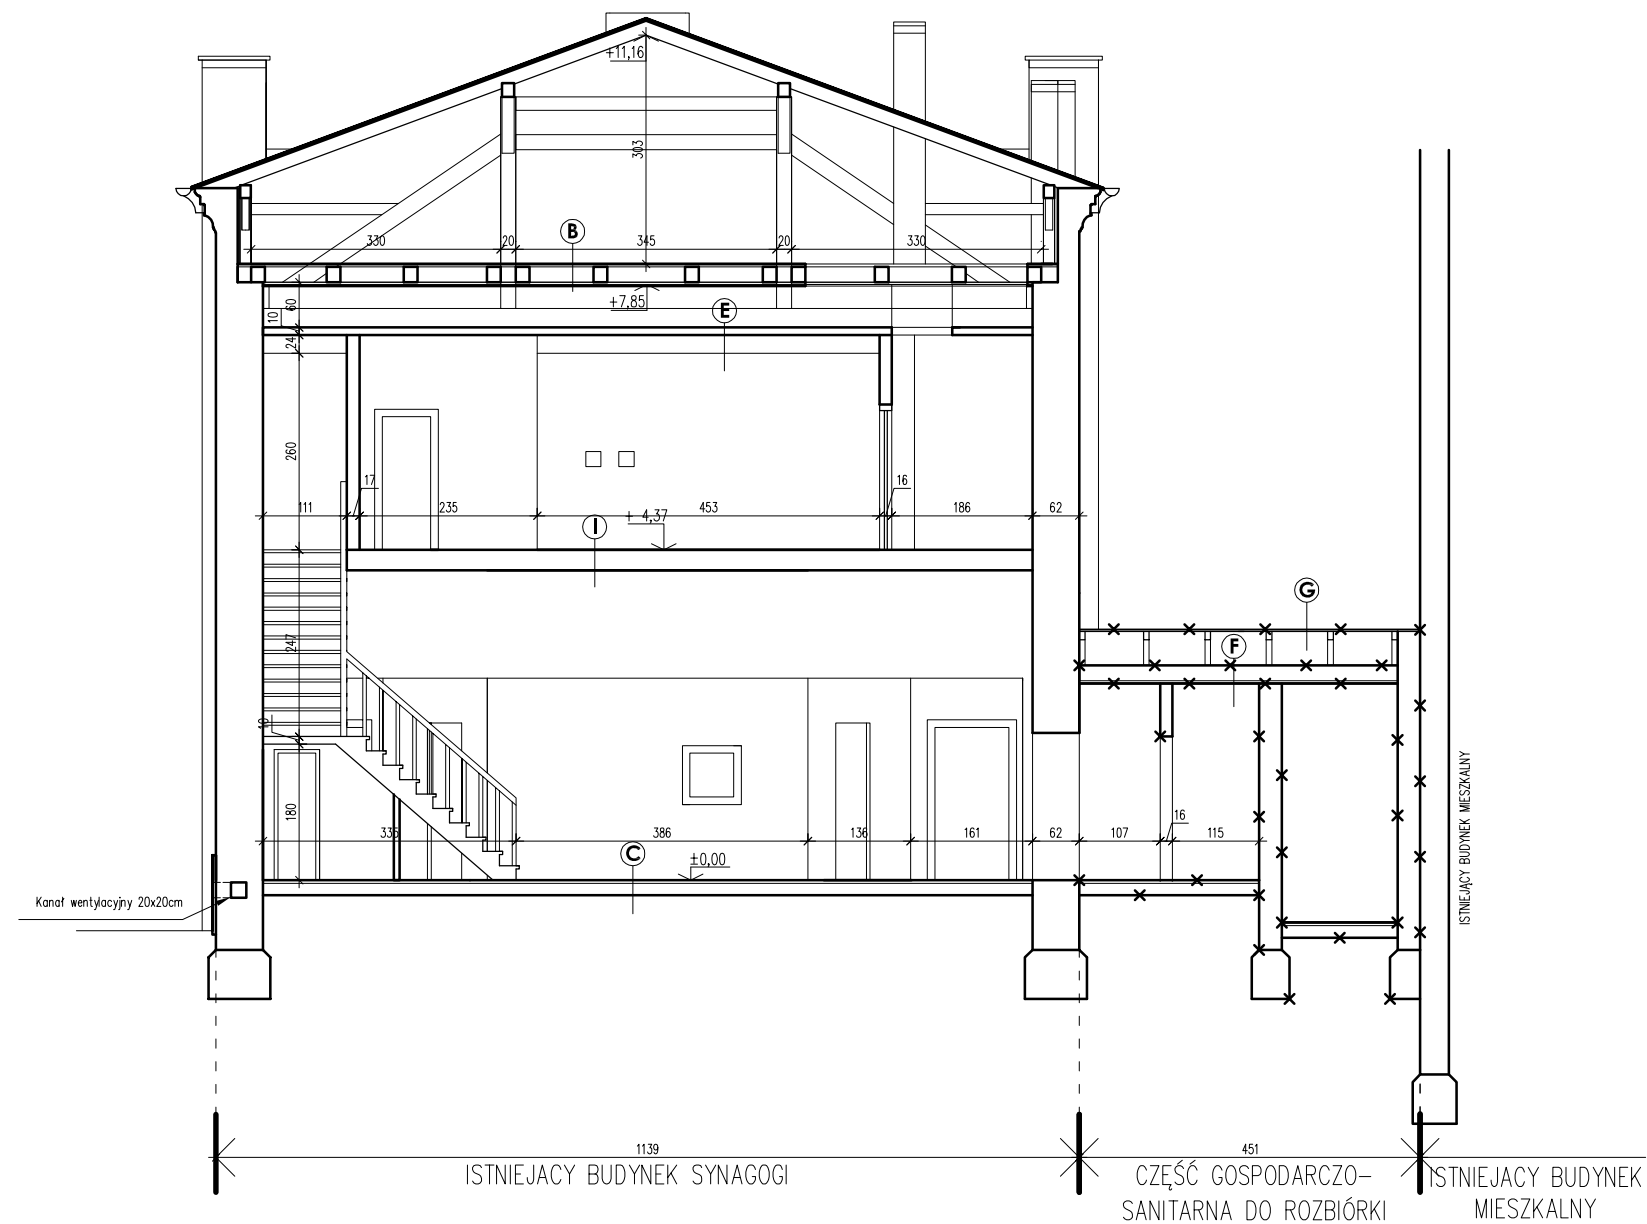 +11,16
303
330
20
B
345
20
330
+7,85
E
60
10
24
260
17
16
111
235
453
186
62
+ 4,37
I
G
F
247
10
180
335
386
136
161
62
107
16
115
C
±0,00
Kanał wentylacyjny 20x20cm
ISTNIEJĄCY BUDYNEK MIESZKALNY
1139
451
ISTNIEJACY BUDYNEK SYNAGOGI
CZĘŚĆ GOSPODARCZO-
SANITARNA DO ROZBIÓRKI
ISTNIEJACY BUDYNEK
MIESZKALNY